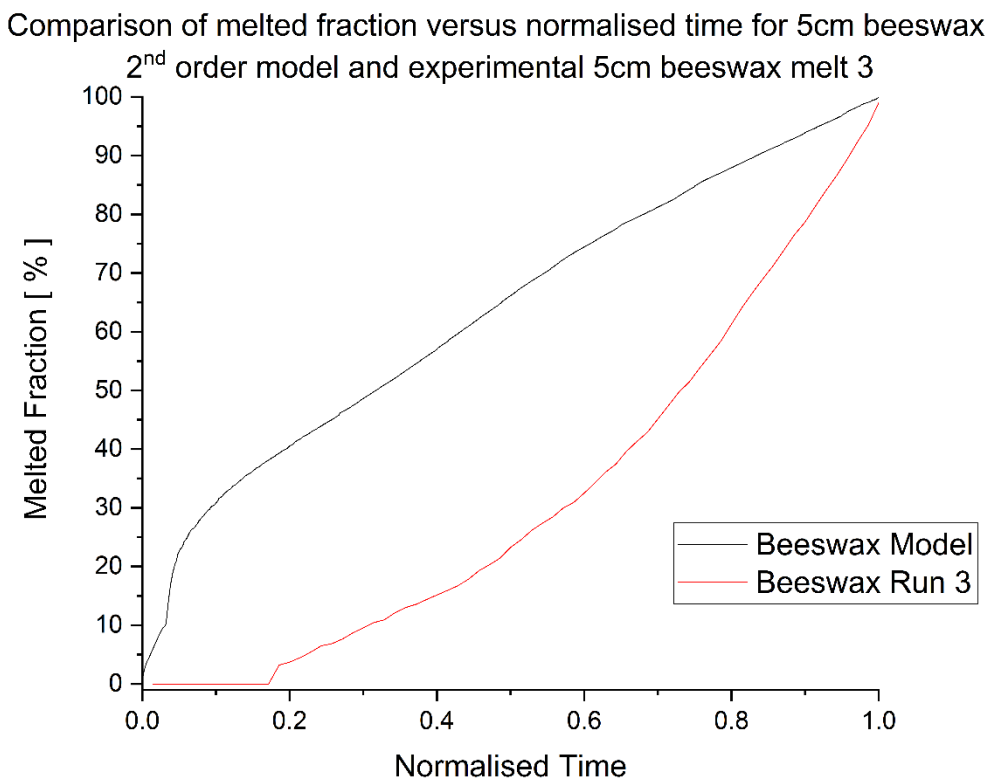 Comparison of melted fraction versus normalised time for 5cm beeswax
2nd order model and experimental 5cm beeswax melt 3
100
90
80
70
60
50
40
30
20
10
0
Melted Fraction [ % ]
Beeswax Model
Beeswax Run 3
0.0 0.2 0.4 0.6 0.8 1.0
Normalised Time